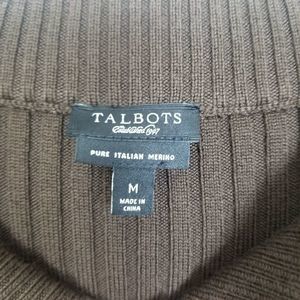 TALBOTS
Established 1947
PURE ITALIAN MERINO
M
MADE IN
CHINA